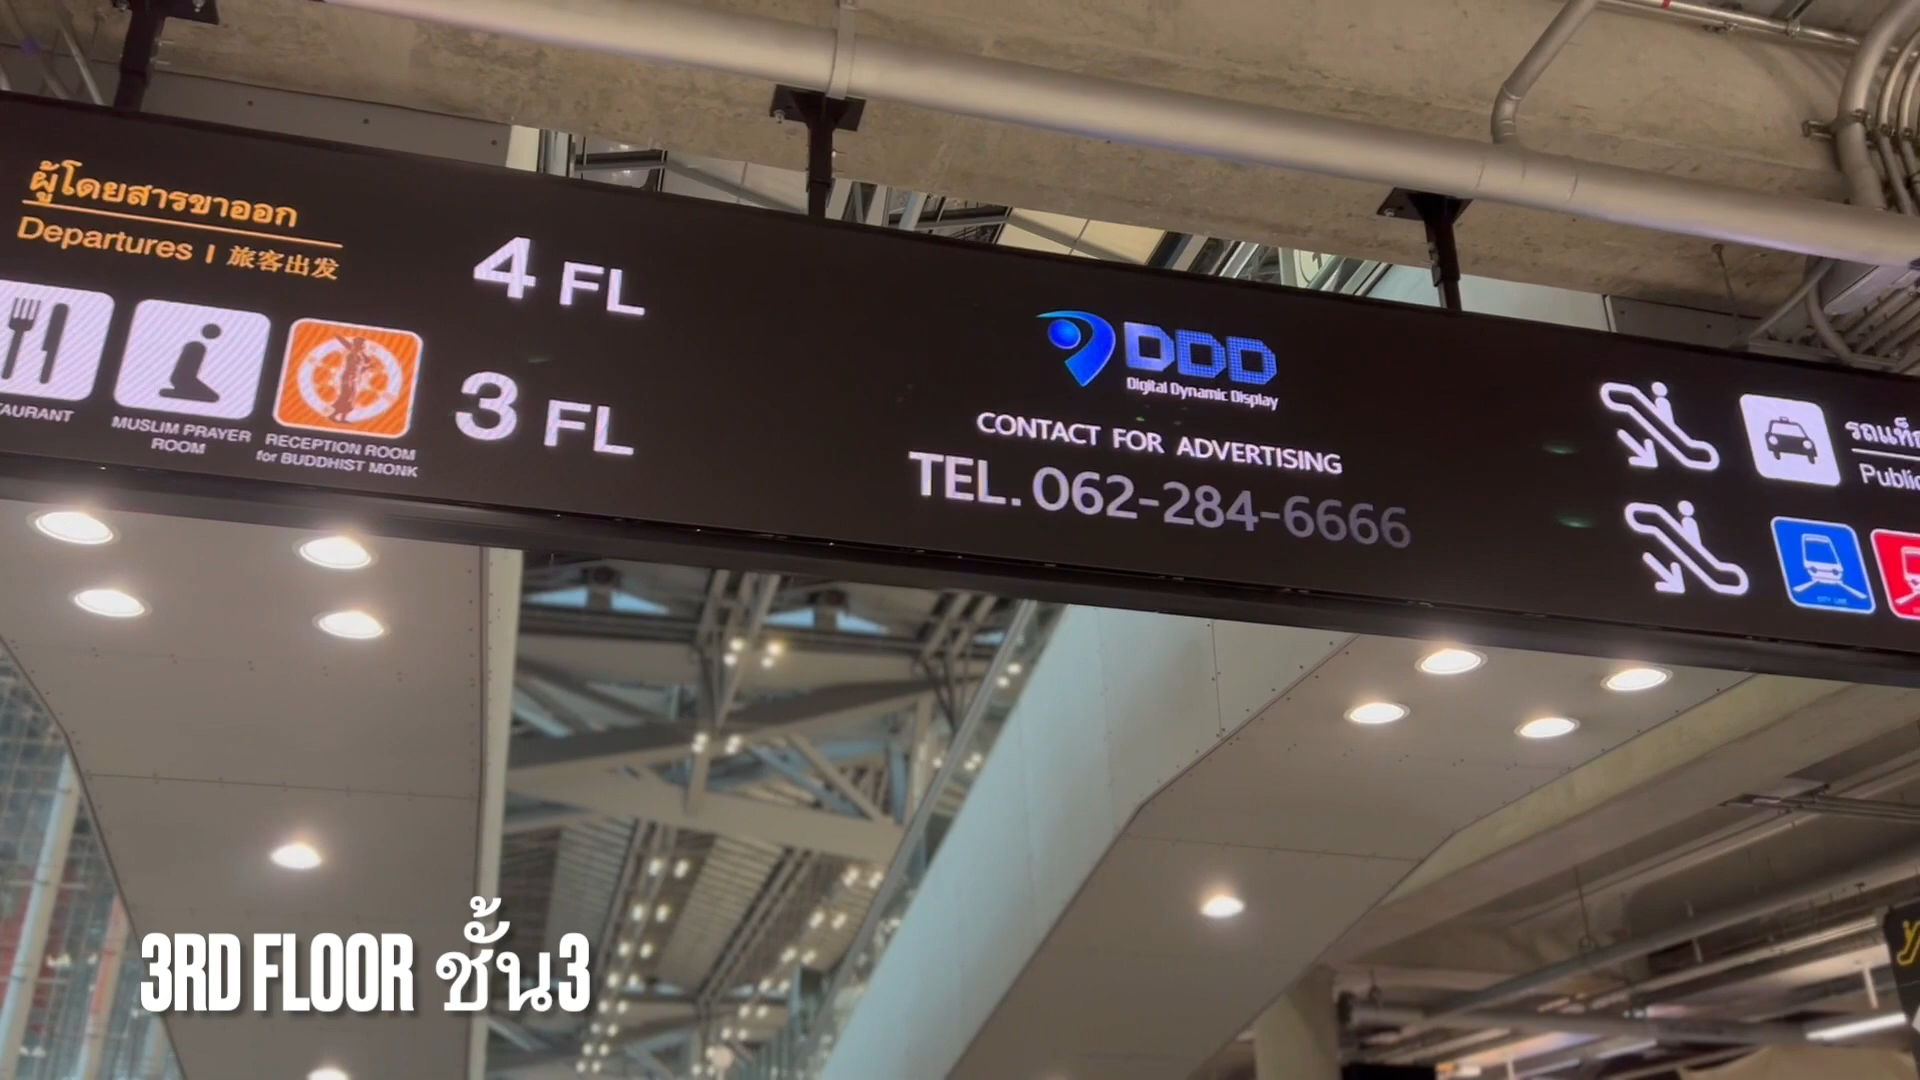 ผู้โดยสารขาออก
Departures | 旅客出发
4 FL
MUSLIM PRAYER
ROOM
RECEPTION ROOM
for BUDDHIST MONK
3 FL
DDD
Digital Dynamic Display
CONTACT FOR ADVERTISING
TEL. 062-284-6666
CITY LINE
3RD FLOOR ชั้น3